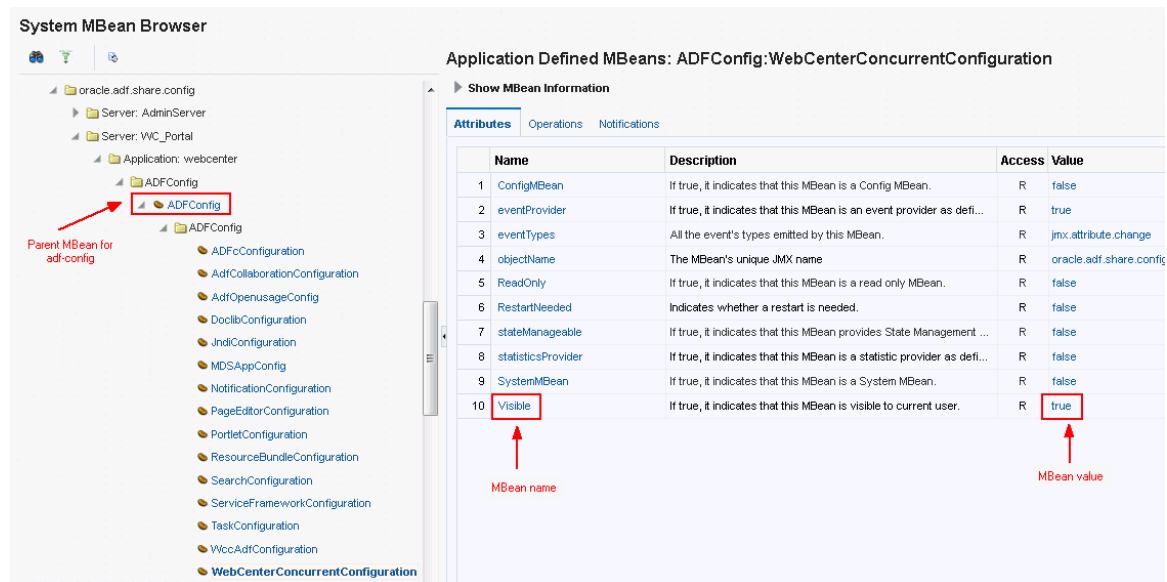 System MBean Browser
oracle.adf.share.config
Server: AdminServer
Server: WC_Portal
Application: webcenter
ADFConfig
ADFConfig
Parent MBean for
adf-config
ADFConfig
ADFcConfiguration
AdfCollaborationConfiguration
AdfOpenusageConfig
DoclibConfiguration
JndiConfiguration
MDSAppConfig
NotificationConfiguration
PageEditorConfiguration
PortletConfiguration
ResourceBundleConfiguration
SearchConfiguration
ServiceFrameworkConfiguration
TaskConfiguration
WccAdfConfiguration
WebCenterConcurrentConfiguration
Application Defined MBeans: ADFConfig:WebCenterConcurrentConfiguration
Show MBean Information
Attributes Operations Notifications
Name Description Access Value
1 ConfigMBean If true, it indicates that this MBean is a Config MBean. R false
2 eventProvider If true, it indicates that this MBean is an event provider as defi... R true
3 eventTypes All the event's types emitted by this MBean. R jmx.attribute.change
4 objectName The MBean's unique JMX name R oracle.adf.share.config
5 ReadOnly If true, it indicates that this MBean is a read only MBean. R false
6 RestartNeeded Indicates whether a restart is needed. R false
7 stateManageable If true, it indicates that this MBean provides State Management ... R false
8 statisticsProvider If true, it indicates that this MBean is a statistic provider as defi... R false
9 SystemMBean If true, it indicates that this MBean is a System MBean. R false
10 Visible If true, it indicates that this MBean is visible to current user. R true
MBean name
MBean value